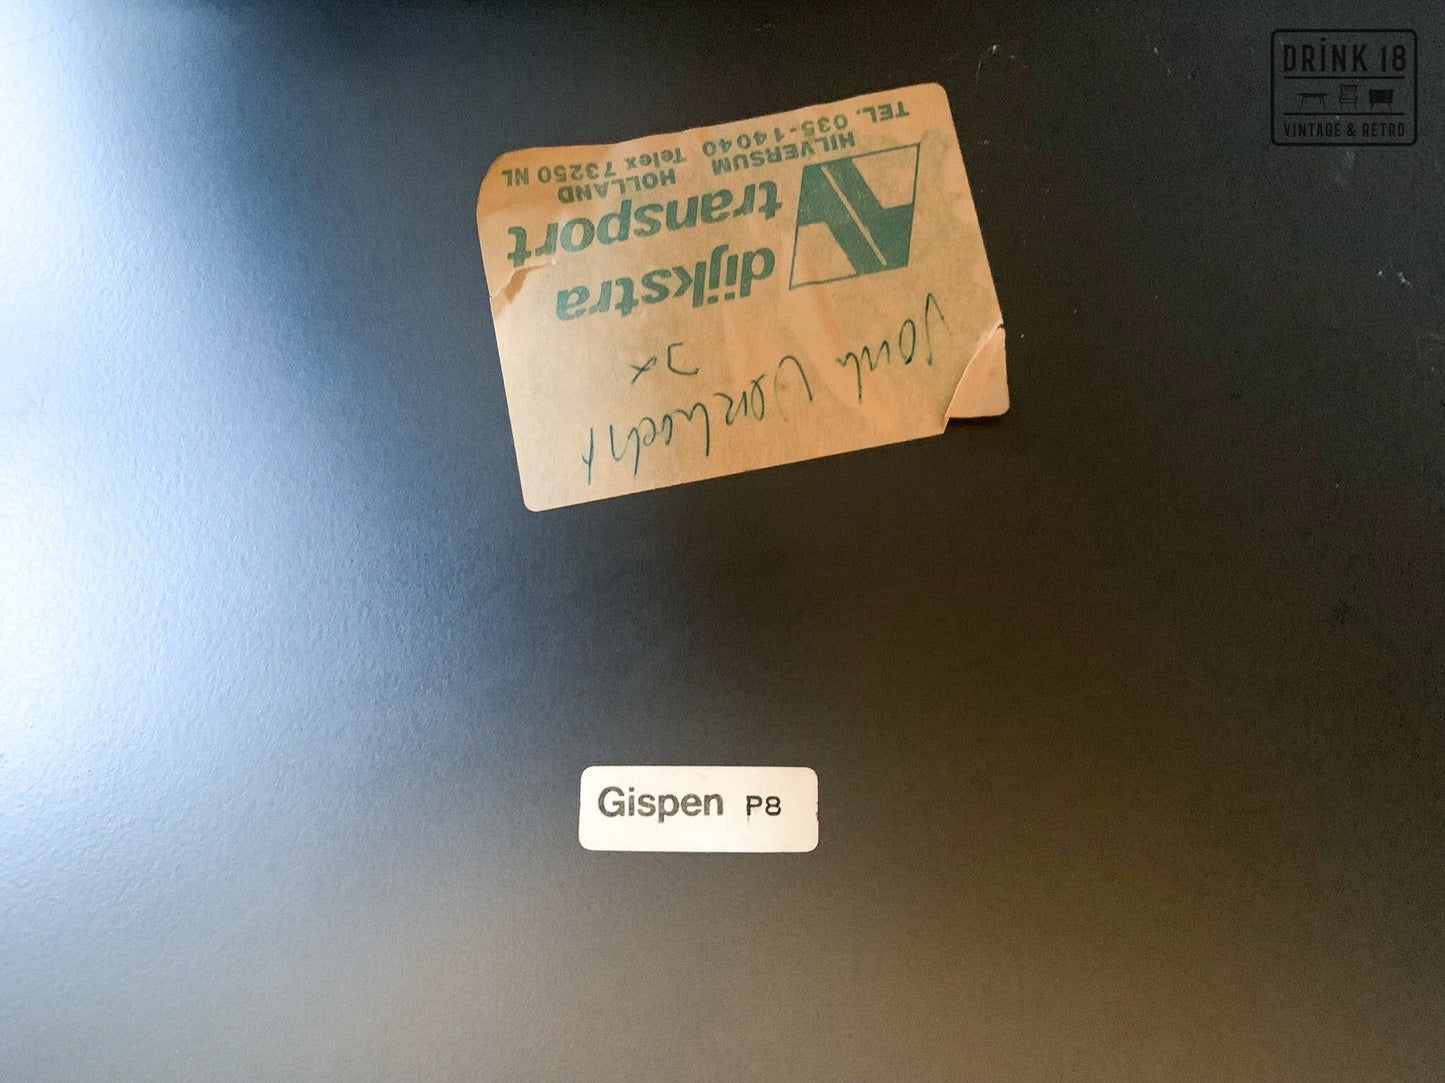 DRINK 18
VINTAGE & RETRO
dijkstra
transport
HILVERSUM HOLLAND
TEL. 035-14040 Telex 73250 NL
Gispen P8